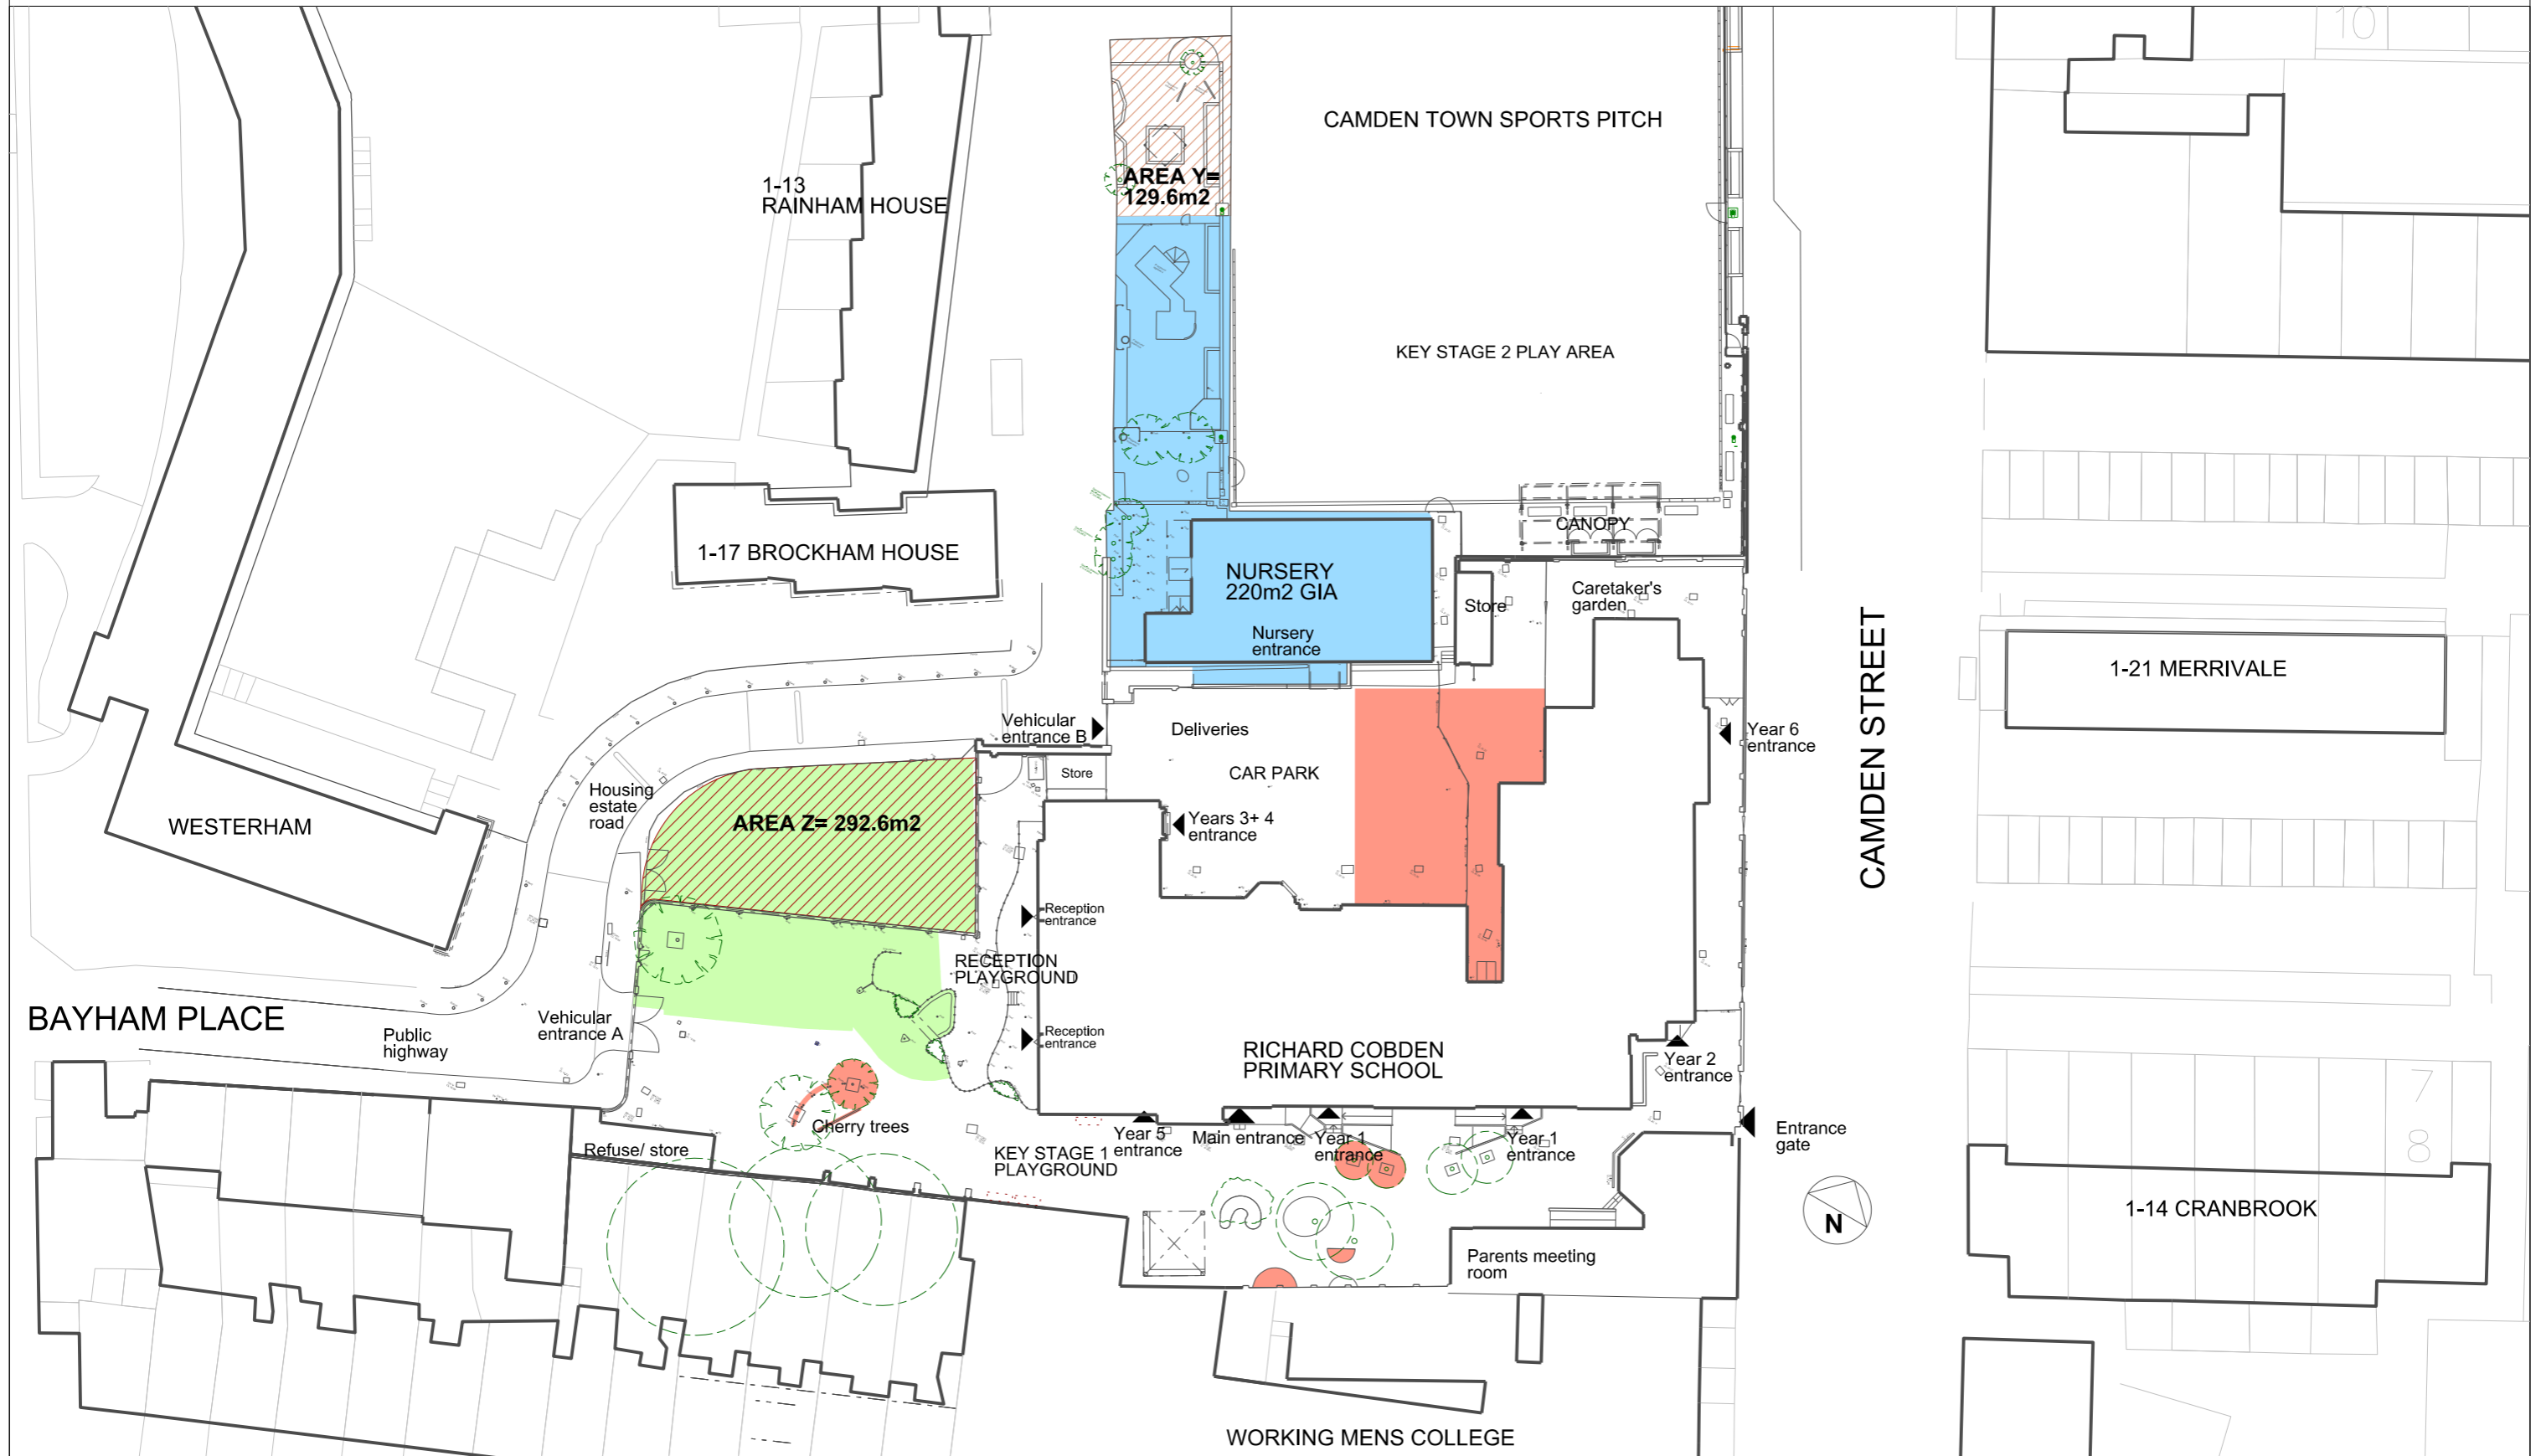 10
CAMDEN TOWN SPORTS PITCH
AREA Y=
129.6m2
1-13
RAINHAM HOUSE
KEY STAGE 2 PLAY AREA
CANOPY
1-17 BROCKHAM HOUSE
NURSERY
220m2 GIA
Nursery
entrance
Store
Caretaker's
garden
CAMDEN STREET
1-21 MERRIVALE
Vehicular
entrance B
Deliveries
Year 6
entrance
Store
CAR PARK
Housing
estate
road
WESTERHAM
AREA Z= 292.6m2
Years 3+ 4
entrance
Reception
entrance
RECEPTION
PLAYGROUND
BAYHAM PLACE
Public
highway
Vehicular
entrance A
Reception
entrance
RICHARD COBDEN
PRIMARY SCHOOL
Year 2
entrance
7
8
Cherry trees
Refuse/ store
KEY STAGE 1
PLAYGROUND
Year 5
entrance
Main entrance
Year 1
entrance
Year 1
entrance
Entrance
gate
N
1-14 CRANBROOK
Parents meeting
room
WORKING MENS COLLEGE